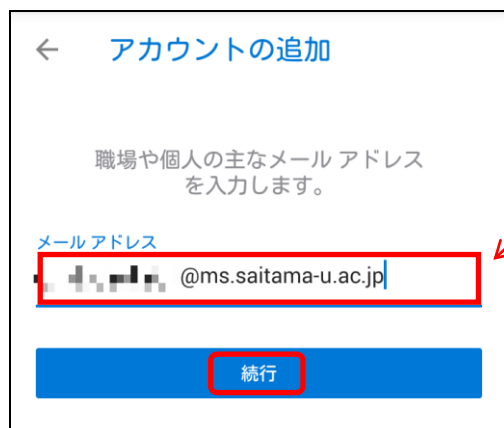 アカウントの追加
職場や個人の主なメール アドレス
を入力します。
メール アドレス
@ms.saitama-u.ac.jp
続行